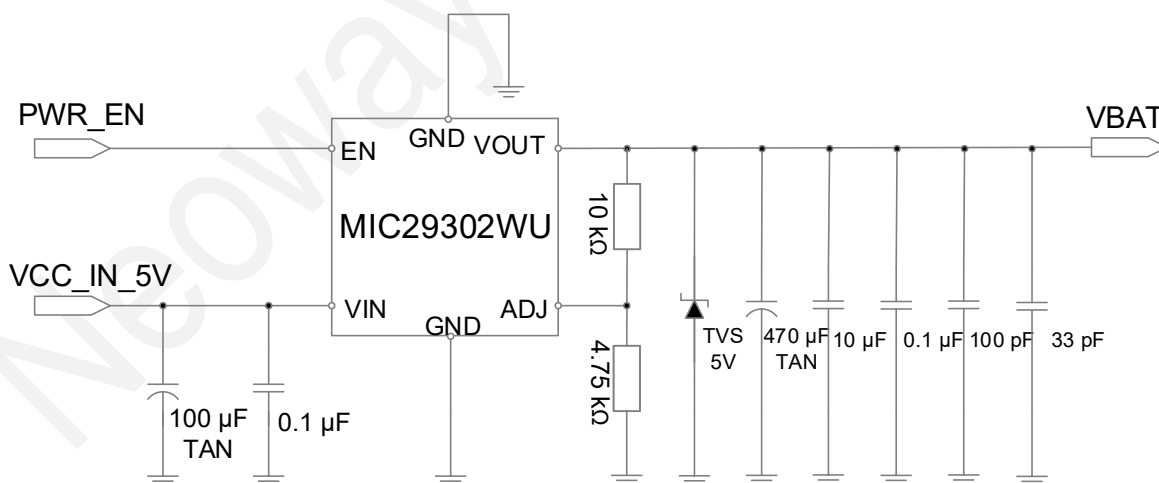 Neoway
PWR_EN
EN
GND
VOUT
VBAT
MIC29302WU
10 kΩ
VCC_IN_5V
VIN
ADJ
GND
4.75 kΩ
TVS
5V
470 µF
TAN
10 µF
0.1 µF
100 pF
33 pF
100 µF
TAN
0.1 µF